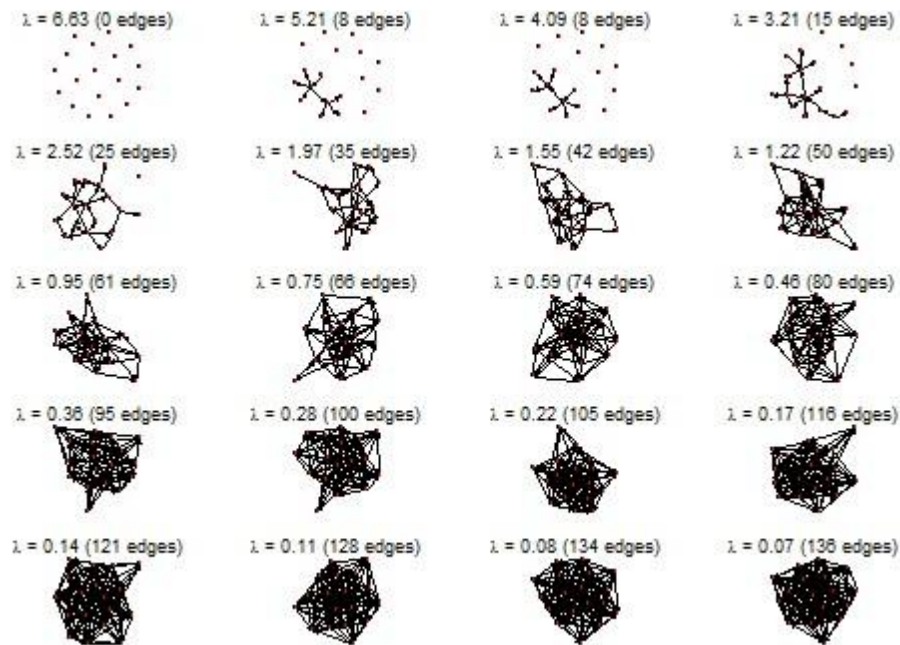 λ = 6.63 (0 edges) λ = 5.21 (8 edges) λ = 4.09 (8 edges) λ = 3.21 (15 edges)
λ = 2.52 (25 edges) λ = 1.97 (35 edges) λ = 1.55 (42 edges) λ = 1.22 (50 edges)
λ = 0.95 (61 edges) λ = 0.75 (66 edges) λ = 0.59 (74 edges) λ = 0.46 (80 edges)
λ = 0.36 (95 edges) λ = 0.28 (100 edges) λ = 0.22 (105 edges) λ = 0.17 (116 edges)
λ = 0.14 (121 edges) λ = 0.11 (128 edges) λ = 0.08 (134 edges) λ = 0.07 (136 edges)